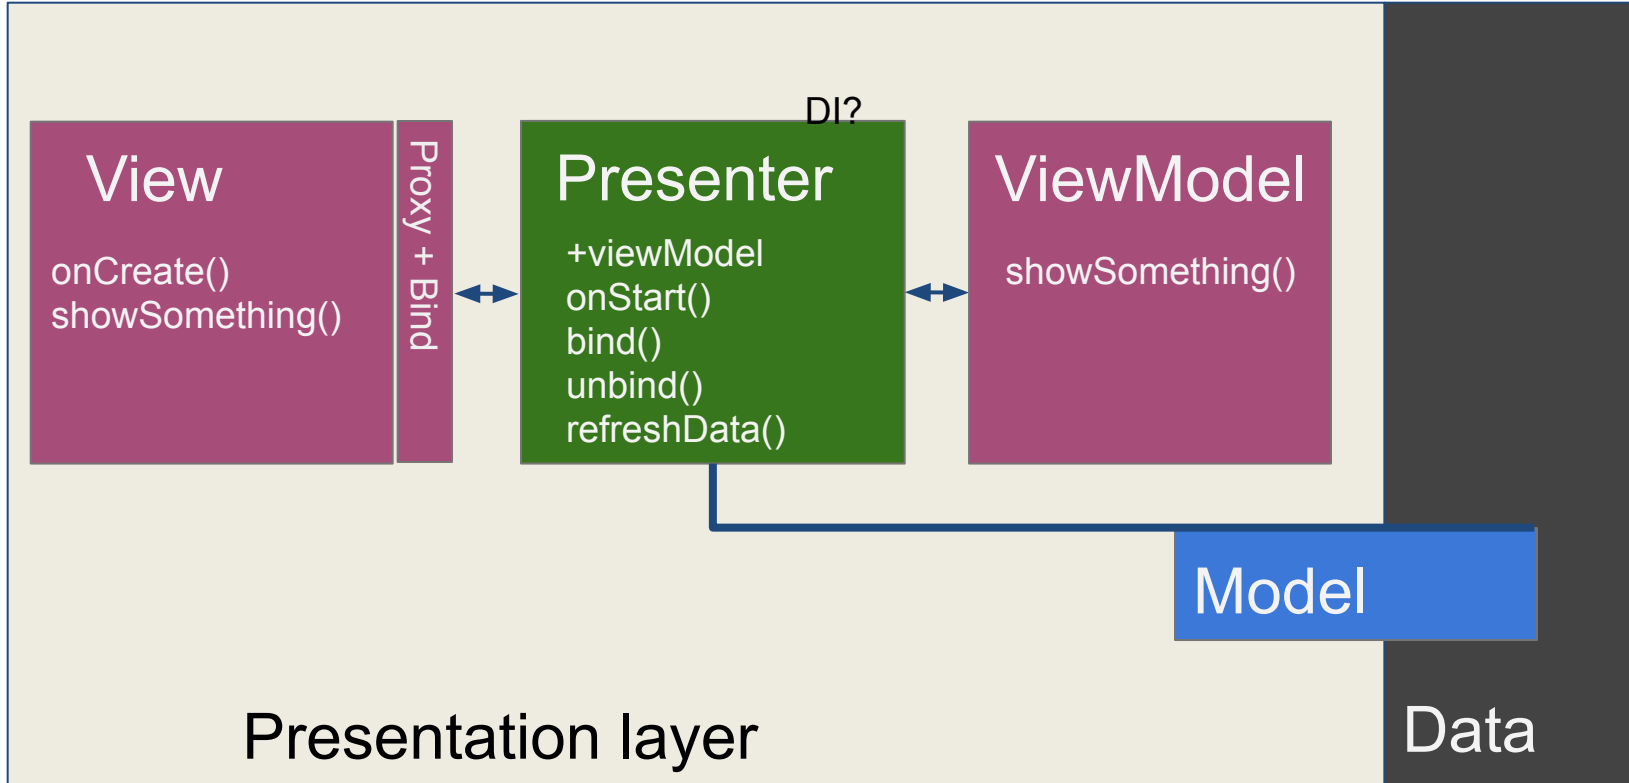 DI?
View
onCreate()
showSomething()
Proxy + Bind
Presenter
+viewModel
onStart()
bind()
unbind()
refreshData()
ViewModel
showSomething()
Model
Presentation layer
Data